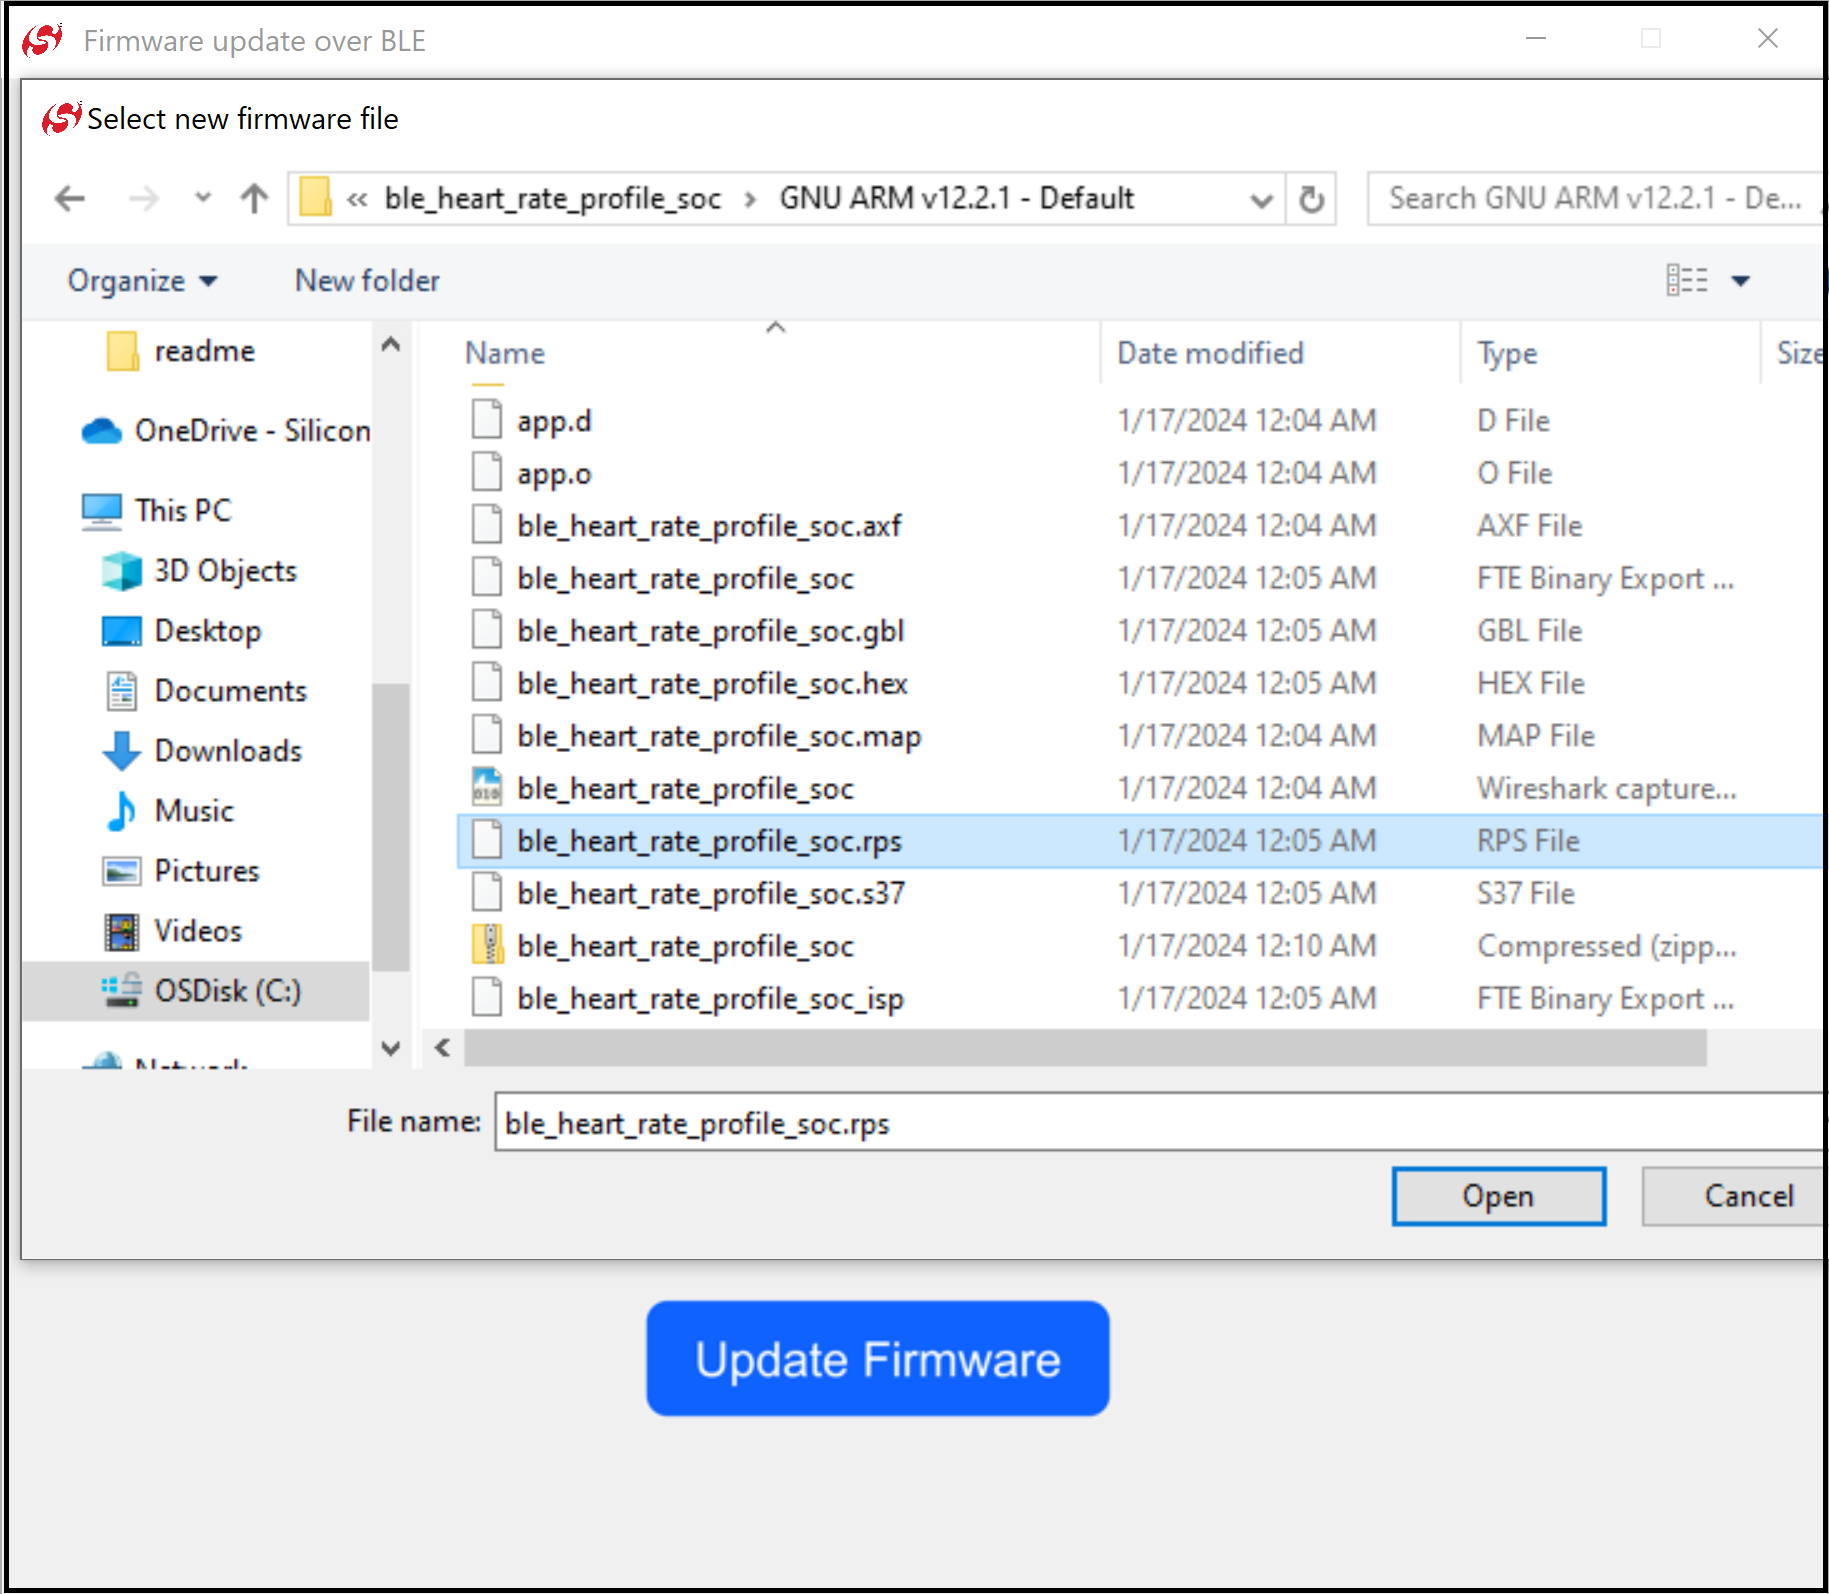 Firmware update over BLE
Select new firmware file
« ble_heart_rate_profile_soc > GNU ARM v12.2.1 - Default
Search GNU ARM v12.2.1 - De...
Organize
New folder
readme
OneDrive - Silicon
This PC
3D Objects
Desktop
Documents
Downloads
Music
Pictures
Videos
OSDisk (C:)
Network
Name Date modified Type Size
app.d 1/17/2024 12:04 AM D File
app.o 1/17/2024 12:04 AM O File
ble_heart_rate_profile_soc.axf 1/17/2024 12:04 AM AXF File
ble_heart_rate_profile_soc 1/17/2024 12:05 AM FTE Binary Export ...
ble_heart_rate_profile_soc.gbl 1/17/2024 12:05 AM GBL File
ble_heart_rate_profile_soc.hex 1/17/2024 12:05 AM HEX File
ble_heart_rate_profile_soc.map 1/17/2024 12:04 AM MAP File
ble_heart_rate_profile_soc 1/17/2024 12:04 AM Wireshark capture...
ble_heart_rate_profile_soc.rps 1/17/2024 12:05 AM RPS File
ble_heart_rate_profile_soc.s37 1/17/2024 12:05 AM S37 File
ble_heart_rate_profile_soc 1/17/2024 12:10 AM Compressed (zipp...
ble_heart_rate_profile_soc_isp 1/17/2024 12:05 AM FTE Binary Export ...
File name: ble_heart_rate_profile_soc.rps
Open
Cancel
Update Firmware